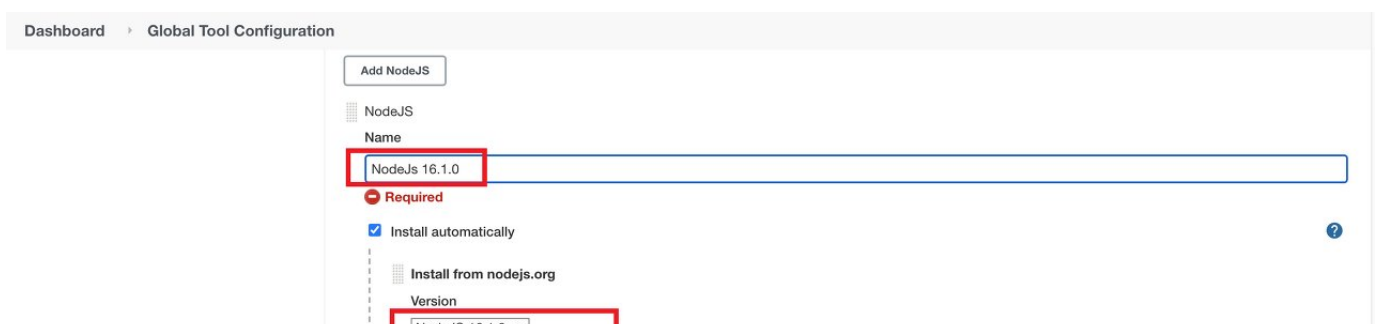 Dashboard Global Tool Configuration
Add NodeJS
NodeJS
Name
NodeJs 16.1.0
Required
Install automatically
Install from nodejs.org
Version